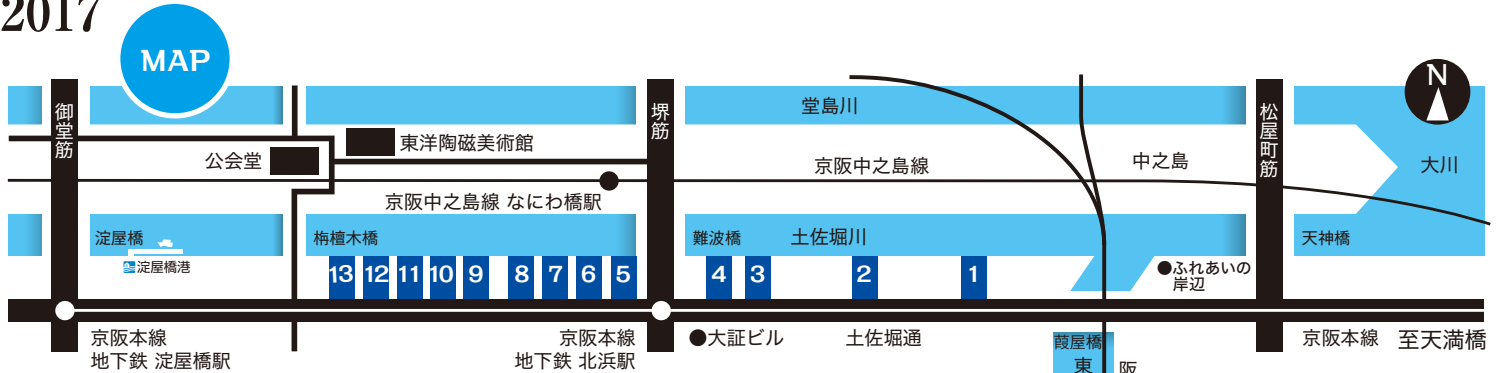 2017
MAP
N
御堂筋
堺筋
松屋町筋
堂島川
東洋陶磁美術館
公会堂
京阪中之島線
中之島
大川
京阪中之島線 なにわ橋駅
淀屋橋
栴檀木橋
難波橋
土佐堀川
天神橋
淀屋橋港
●ふれあいの
岸辺
13 12 11 10 9 8 7 6 5 4 3 2 1
京阪本線
地下鉄 淀屋橋駅
京阪本線
地下鉄 北浜駅
●大証ビル
土佐堀通
葭屋橋
東
阪
京阪本線
至天満橋